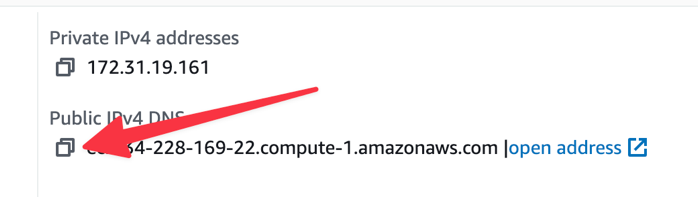 Private IPv4 addresses
172.31.19.161
Public IPv4 DNS
34-228-169-22.compute-1.amazonaws.com |open address